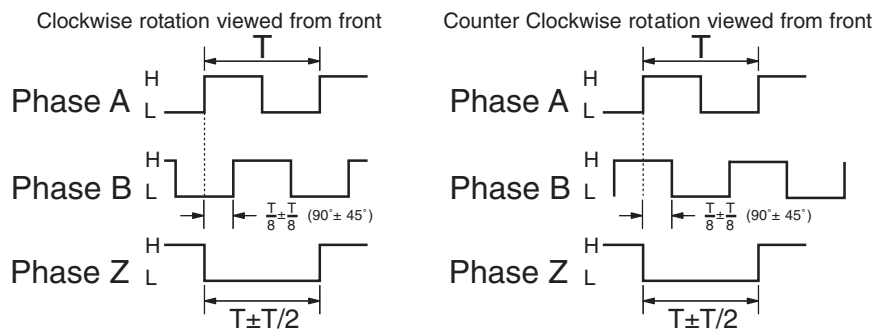 Clockwise rotation viewed from front
T
Phase A H L
Phase B H L
T/8±T/8 (90°± 45°)
Phase Z H L
T±T/2
Counter Clockwise rotation viewed from front
T
Phase A H L
Phase B H L
T/8±T/8 (90°± 45°)
Phase Z H L
T±T/2